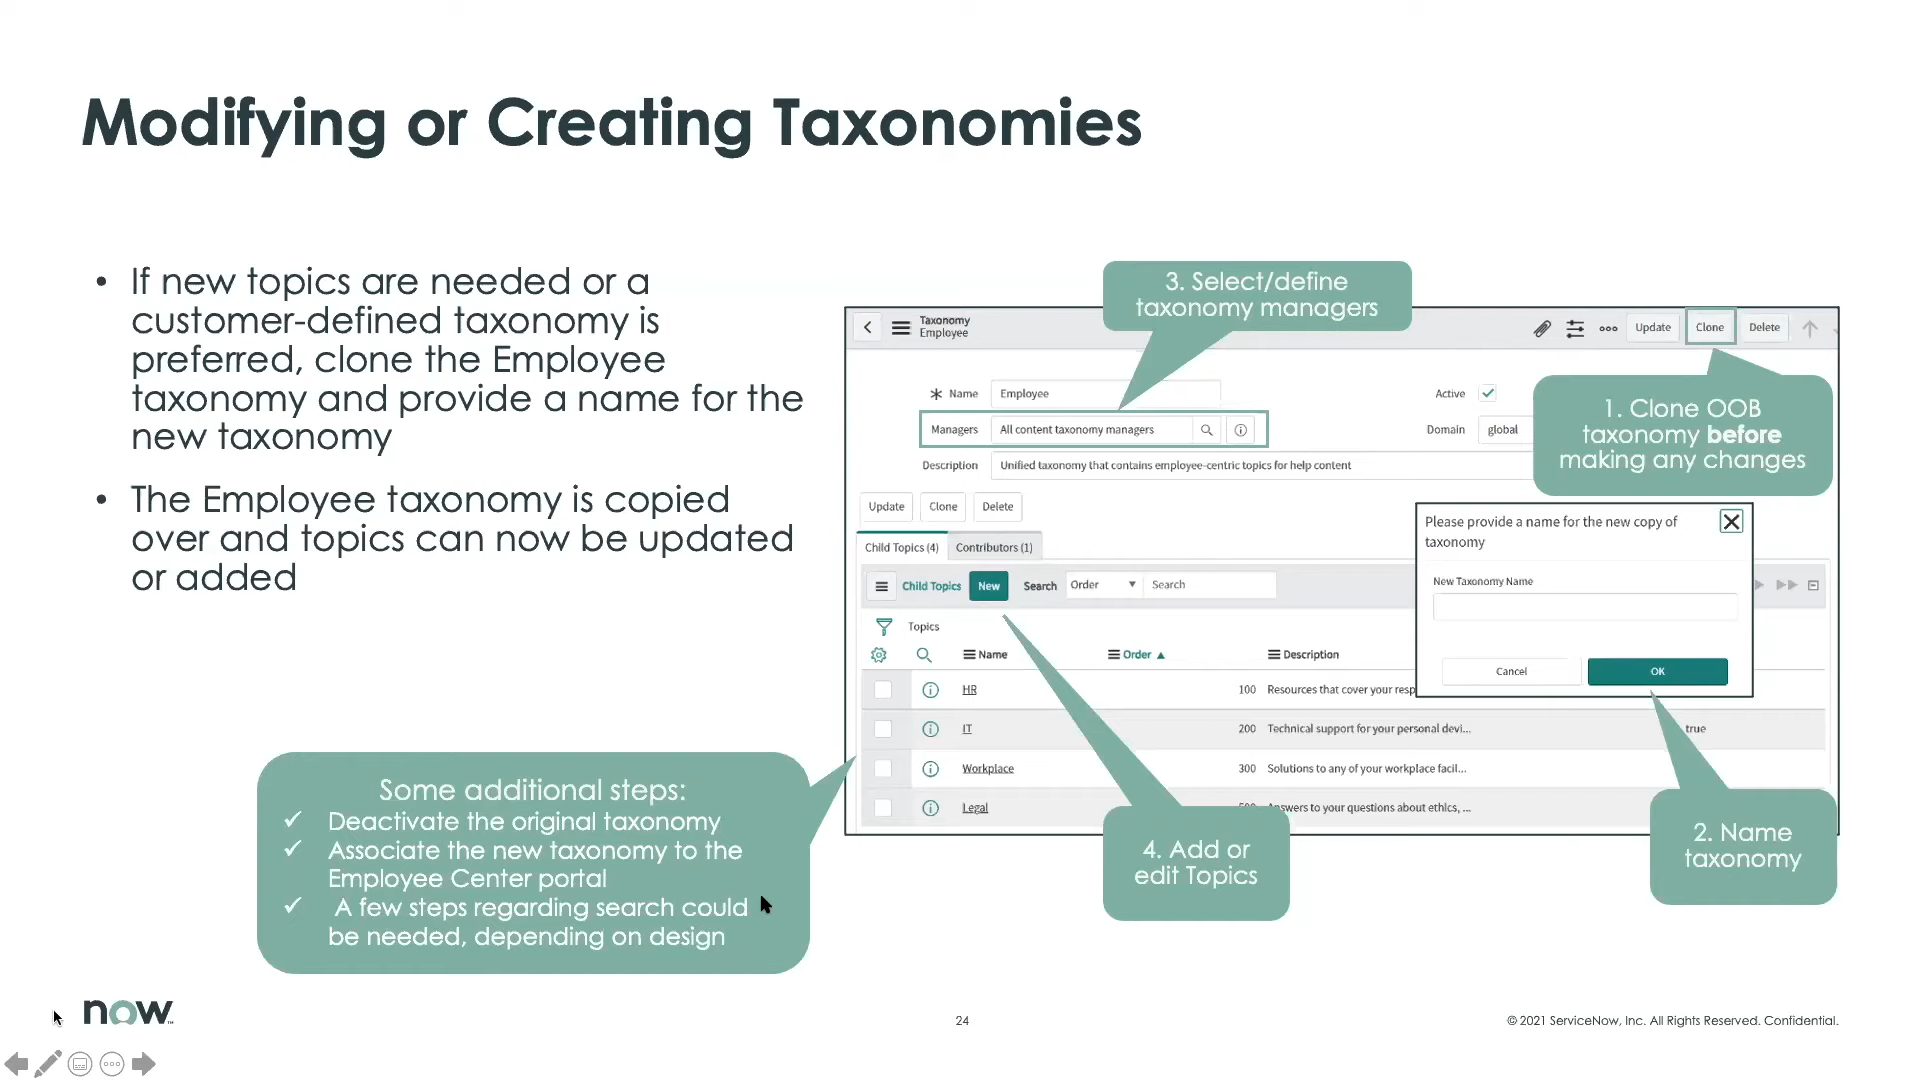 Modifying or Creating Taxonomies
• If new topics are needed or a
customer-defined taxonomy is
preferred, clone the Employee
taxonomy and provide a name for the
new taxonomy
• The Employee taxonomy is copied
over and topics can now be updated
or added
Some additional steps:
✓ Deactivate the original taxonomy
✓ Associate the new taxonomy to the
Employee Center portal
✓ A few steps regarding search could
be needed, depending on design
3. Select/define
taxonomy managers
Taxonomy
Employee
Update Clone Delete
Name Employee
Active
Managers All content taxonomy managers
Domain global
Description Unified taxonomy that contains employee-centric topics for help content
1. Clone OOB
taxonomy before
making any changes
Update Clone Delete
Child Topics (4) Contributors (1)
Child Topics New Search Order Search
Topics
Name Order Description
HR 100 Resources that cover your
IT 200 Technical support for your personal devi... true
Workplace 300 Solutions to any of your workplace facil...
Legal to your questions about ethics, ...
Please provide a name for the new copy of
taxonomy
New Taxonomy Name
Cancel OK
4. Add or
edit Topics
2. Name
taxonomy
now
24
© 2021 ServiceNow, Inc. All Rights Reserved. Confidential.